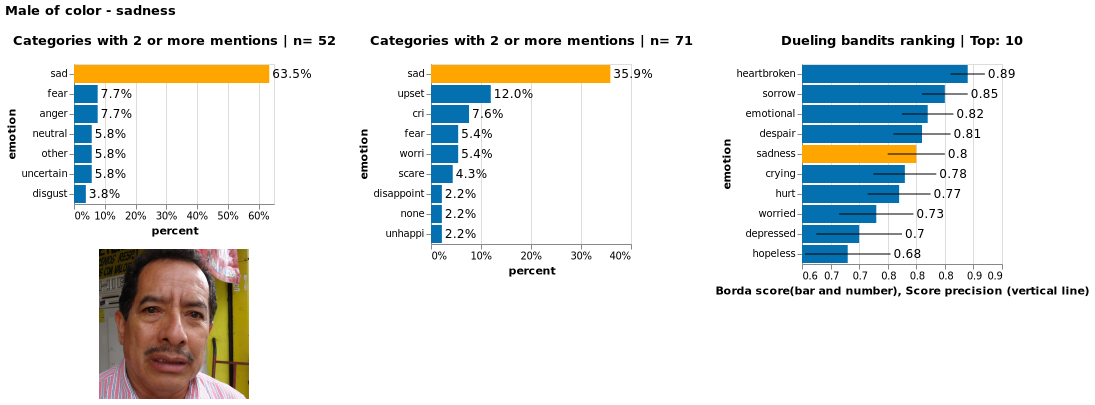 Male of color - sadness
Categories with 2 or more mentions | n= 52
emotion
sad 63.5%
fear 7.7%
anger 7.7%
neutral 5.8%
other 5.8%
uncertain 5.8%
disgust 3.8%
0% 10% 20% 30% 40% 50% 60%
percent
Categories with 2 or more mentions | n= 71
emotion
sad 35.9%
upset 12.0%
cri 7.6%
fear 5.4%
worri 5.4%
scare 4.3%
disappoint 2.2%
none 2.2%
unhappi 2.2%
0% 10% 20% 30% 40%
percent
Dueling bandits ranking | Top: 10
emotion
heartbroken 0.89
sorrow 0.85
emotional 0.82
despair 0.81
sadness 0.8
crying 0.78
hurt 0.77
worried 0.73
depressed 0.7
hopeless 0.68
0.6 0.7 0.7 0.8 0.8 0.9 0.9
Borda score(bar and number), Score precision (vertical line)